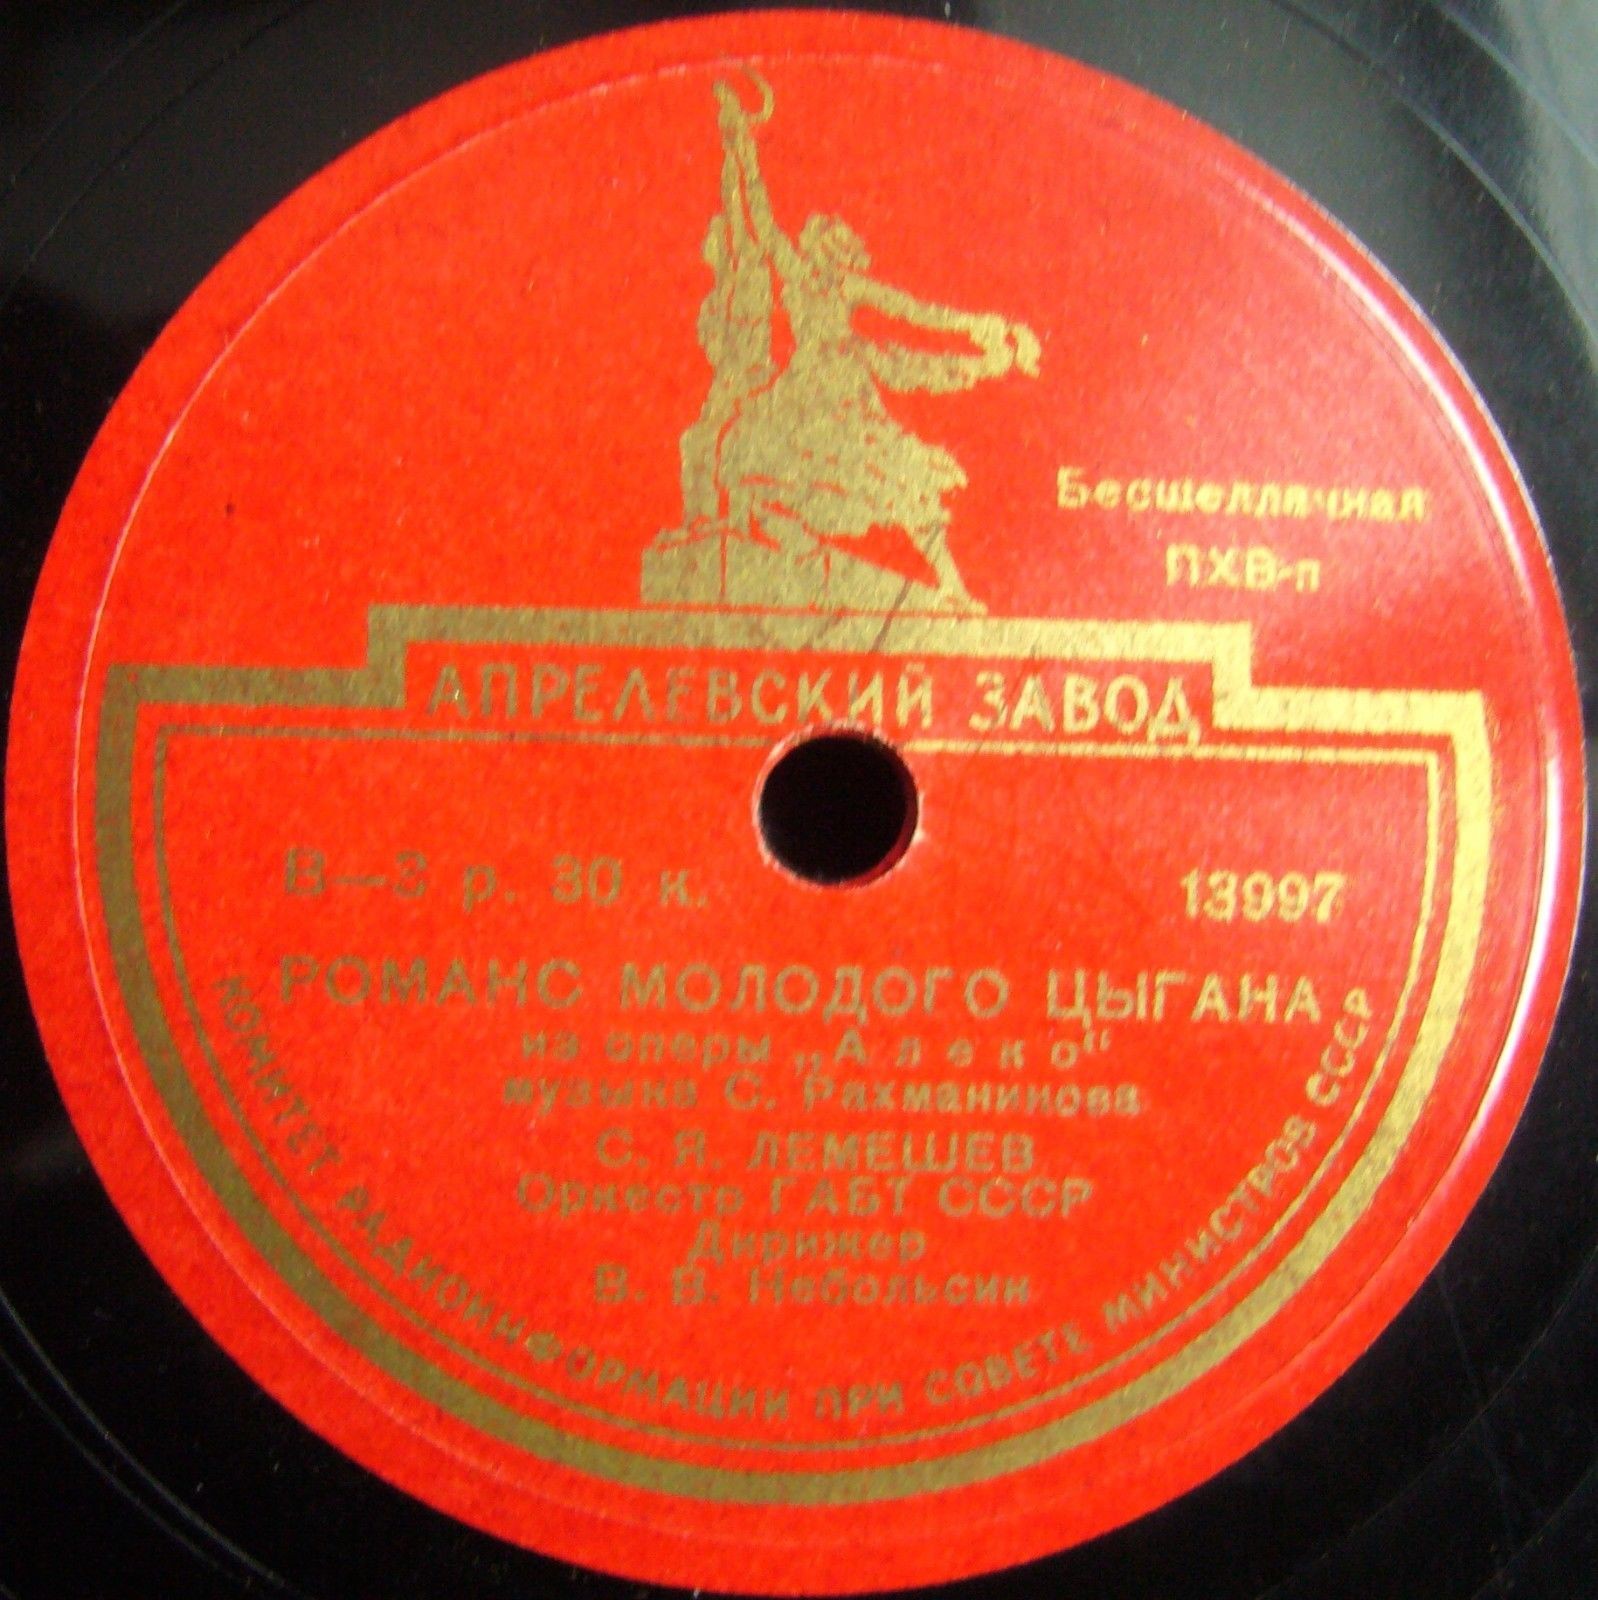 Бесшеллачная
ПХВ-п
АПРЕЛЕВСКИЙ ЗАВОД
В—3 р. 30 к.
13997
РОМАНС МОЛОДОГО ЦЫГАНА
из оперы „Алеко“
музыка С. Рахманинова
С. Я. ЛЕМЕШЕВ
Оркестр ГАБТ СССР
Дирижер
В. В. Небольсин
КОМИТЕТ РАДИОИНФОРМАЦИИ ПРИ СОВЕТЕ МИНИСТРОВ СССР